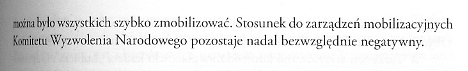 można było wszystkich szybko zmobilizować. Stosunek do zarządzeń mobilizacyjnych
Komitetu Wyzwolenia Narodowego pozostaje nadal bezwzględnie negatywny.